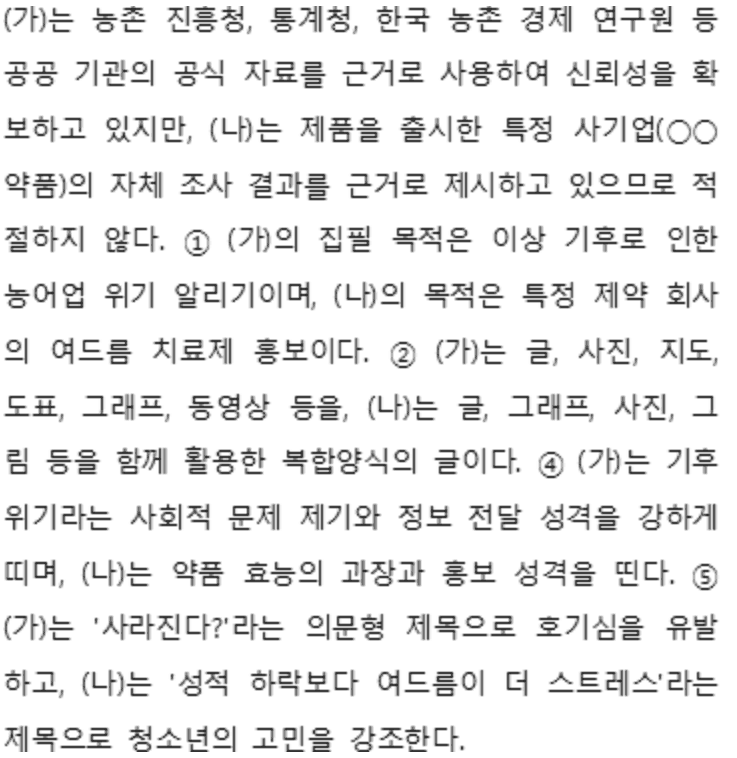 (가)는 농촌 진흥청, 통계청, 한국 농촌 경제 연구원 등
공공 기관의 공식 자료를 근거로 사용하여 신뢰성을 확
보하고 있지만, (나)는 제품을 출시한 특정 사기업(○○
약품)의 자체 조사 결과를 근거로 제시하고 있으므로 적
절하지 않다. ① (가)의 집필 목적은 이상 기후로 인한
농어업 위기 알리기이며, (나)의 목적은 특정 제약 회사
의 여드름 치료제 홍보이다. ② (가)는 글, 사진, 지도,
도표, 그래프, 동영상 등을, (나)는 글, 그래프, 사진, 그
림 등을 함께 활용한 복합양식의 글이다. ④ (가)는 기후
위기라는 사회적 문제 제기와 정보 전달 성격을 강하게
띠며, (나)는 약품 효능의 과장과 홍보 성격을 띤다. ⑤
(가)는 '사라진다?'라는 의문형 제목으로 호기심을 유발
하고, (나)는 '성적 하락보다 여드름이 더 스트레스'라는
제목으로 청소년의 고민을 강조한다.